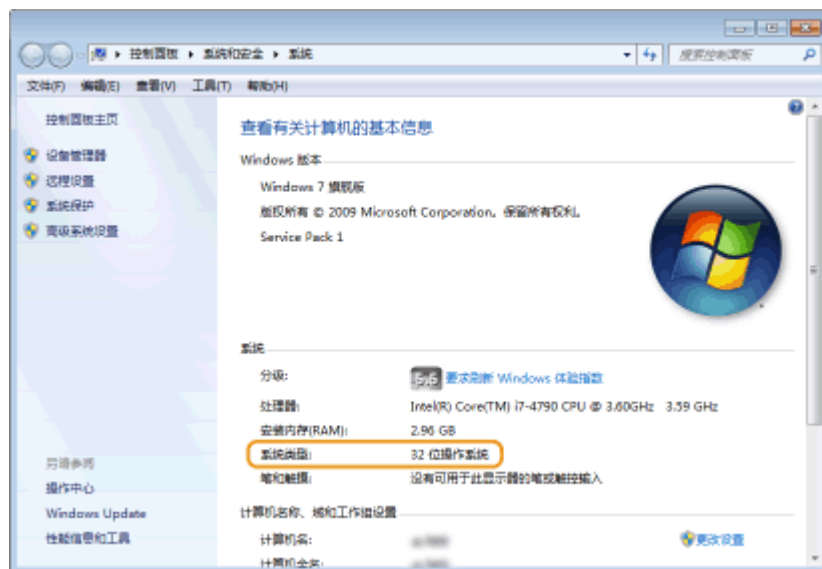 控制面板 ▸ 系统和安全 ▸ 系统
搜索控制面板
文件(F) 编辑(E) 查看(V) 工具(T) 帮助(H)
控制面板主页
设备管理器
远程设置
系统保护
高级系统设置
另请参阅
操作中心
Windows Update
性能信息和工具
查看有关计算机的基本信息
Windows 版本
Windows 7 旗舰版
版权所有 © 2009 Microsoft Corporation。保留所有权利。
Service Pack 1
系统
分级: 要求刷新 Windows 体验指数
处理器: Intel(R) Core(TM) i7-4790 CPU @ 3.60GHz 3.59 GHz
安装内存(RAM): 2.96 GB
系统类型: 32 位操作系统
笔和触摸: 没有可用于此显示器的笔或触控输入
计算机名称、域和工作组设置
计算机名: 更改设置
计算机全名: